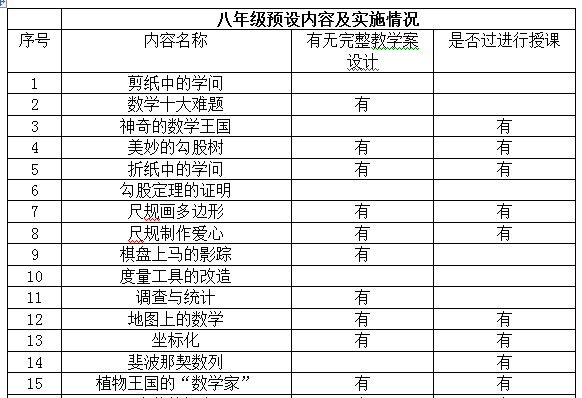 八年级预设内容及实施情况
序号 内容名称 有无完整教学案设计 是否过进行授课
1 剪纸中的学问
2 数学十大难题 有
3 神奇的数学王国 有
4 美妙的勾股树 有 有
5 折纸中的学问 有 有
6 勾股定理的证明
7 尺规画多边形 有 有
8 尺规制作爱心 有 有
9 棋盘上马的影踪 有
10 度量工具的改造
11 调查与统计 有
12 地图上的数学 有 有
13 坐标化 有 有
14 斐波那契数列 有
15 植物王国的“数学家” 有 有